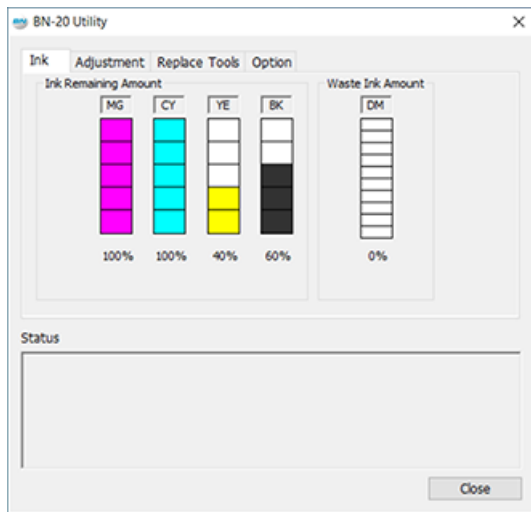 BN-20 Utility
Ink Adjustment Replace Tools Option
Ink Remaining Amount Waste Ink Amount
MG CY YE BK DM
100% 100% 40% 60% 0%
Status
Close